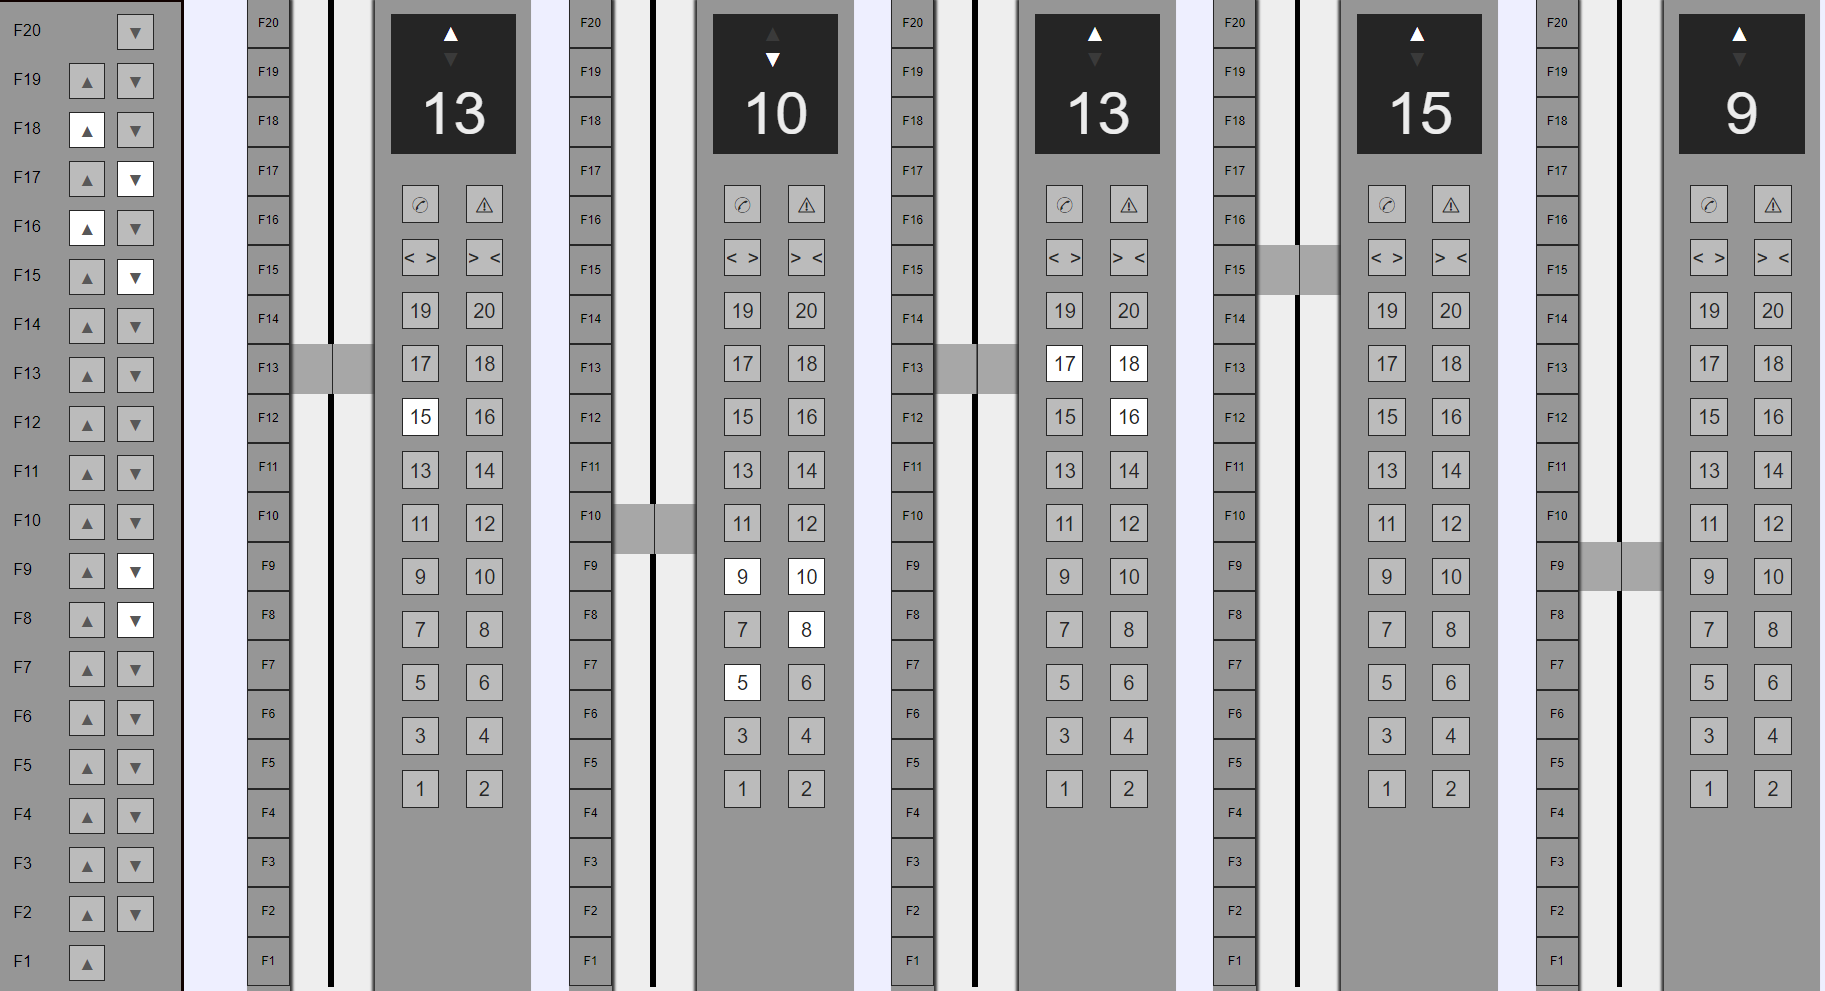 F20 ▼
F19 ▲ ▼
F18 ▲ ▼
F17 ▲ ▼
F16 ▲ ▼
F15 ▲ ▼
F14 ▲ ▼
F13 ▲ ▼
F12 ▲ ▼
F11 ▲ ▼
F10 ▲ ▼
F9 ▲ ▼
F8 ▲ ▼
F7 ▲ ▼
F6 ▲ ▼
F5 ▲ ▼
F4 ▲ ▼
F3 ▲ ▼
F2 ▲ ▼
F1 ▲
F20
F19
F18
F17
F16
F15
F14
F13
F12
F11
F10
F9
F8
F7
F6
F5
F4
F3
F2
F1
▲
▼
13
✆ ⚠
< > > <
19 20
17 18
15 16
13 14
11 12
9 10
7 8
5 6
3 4
1 2
F20
F19
F18
F17
F16
F15
F14
F13
F12
F11
F10
F9
F8
F7
F6
F5
F4
F3
F2
F1
▲
▼
10
✆ ⚠
< > > <
19 20
17 18
15 16
13 14
11 12
9 10
7 8
5 6
3 4
1 2
F20
F19
F18
F17
F16
F15
F14
F13
F12
F11
F10
F9
F8
F7
F6
F5
F4
F3
F2
F1
▲
▼
13
✆ ⚠
< > > <
19 20
17 18
15 16
13 14
11 12
9 10
7 8
5 6
3 4
1 2
F20
F19
F18
F17
F16
F15
F14
F13
F12
F11
F10
F9
F8
F7
F6
F5
F4
F3
F2
F1
▲
▼
15
✆ ⚠
< > > <
19 20
17 18
15 16
13 14
11 12
9 10
7 8
5 6
3 4
1 2
F20
F19
F18
F17
F16
F15
F14
F13
F12
F11
F10
F9
F8
F7
F6
F5
F4
F3
F2
F1
▲
▼
9
✆ ⚠
< > > <
19 20
17 18
15 16
13 14
11 12
9 10
7 8
5 6
3 4
1 2